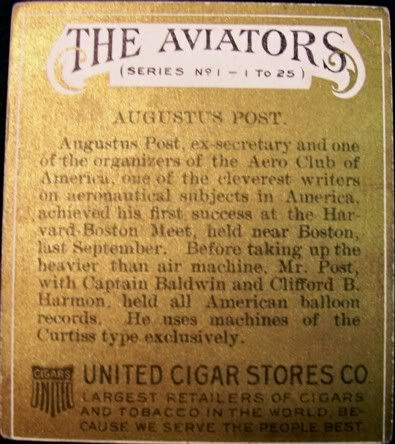 THE AVIATORS
(SERIES Nº1 – 1 TO 25)
AUGUSTUS POST.
Augustus Post, ex-secretary and one
of the organizers of the Aero Club of
America, one of the cleverest writers
on aeronautical subjects in America,
achieved his first success at the Har-
vard-Boston Meet, held near Boston,
last September. Before taking up the
heavier than air machine, Mr. Post,
with Captain Baldwin and Clifford B.
Harmon, held all American balloon
records. He uses machines of the
Curtiss type exclusively.
CIGARS
UNITED
UNITED CIGAR STORES CO.
LARGEST RETAILERS OF CIGARS
AND TOBACCO IN THE WORLD, BE-
CAUSE WE SERVE THE PEOPLE BEST.